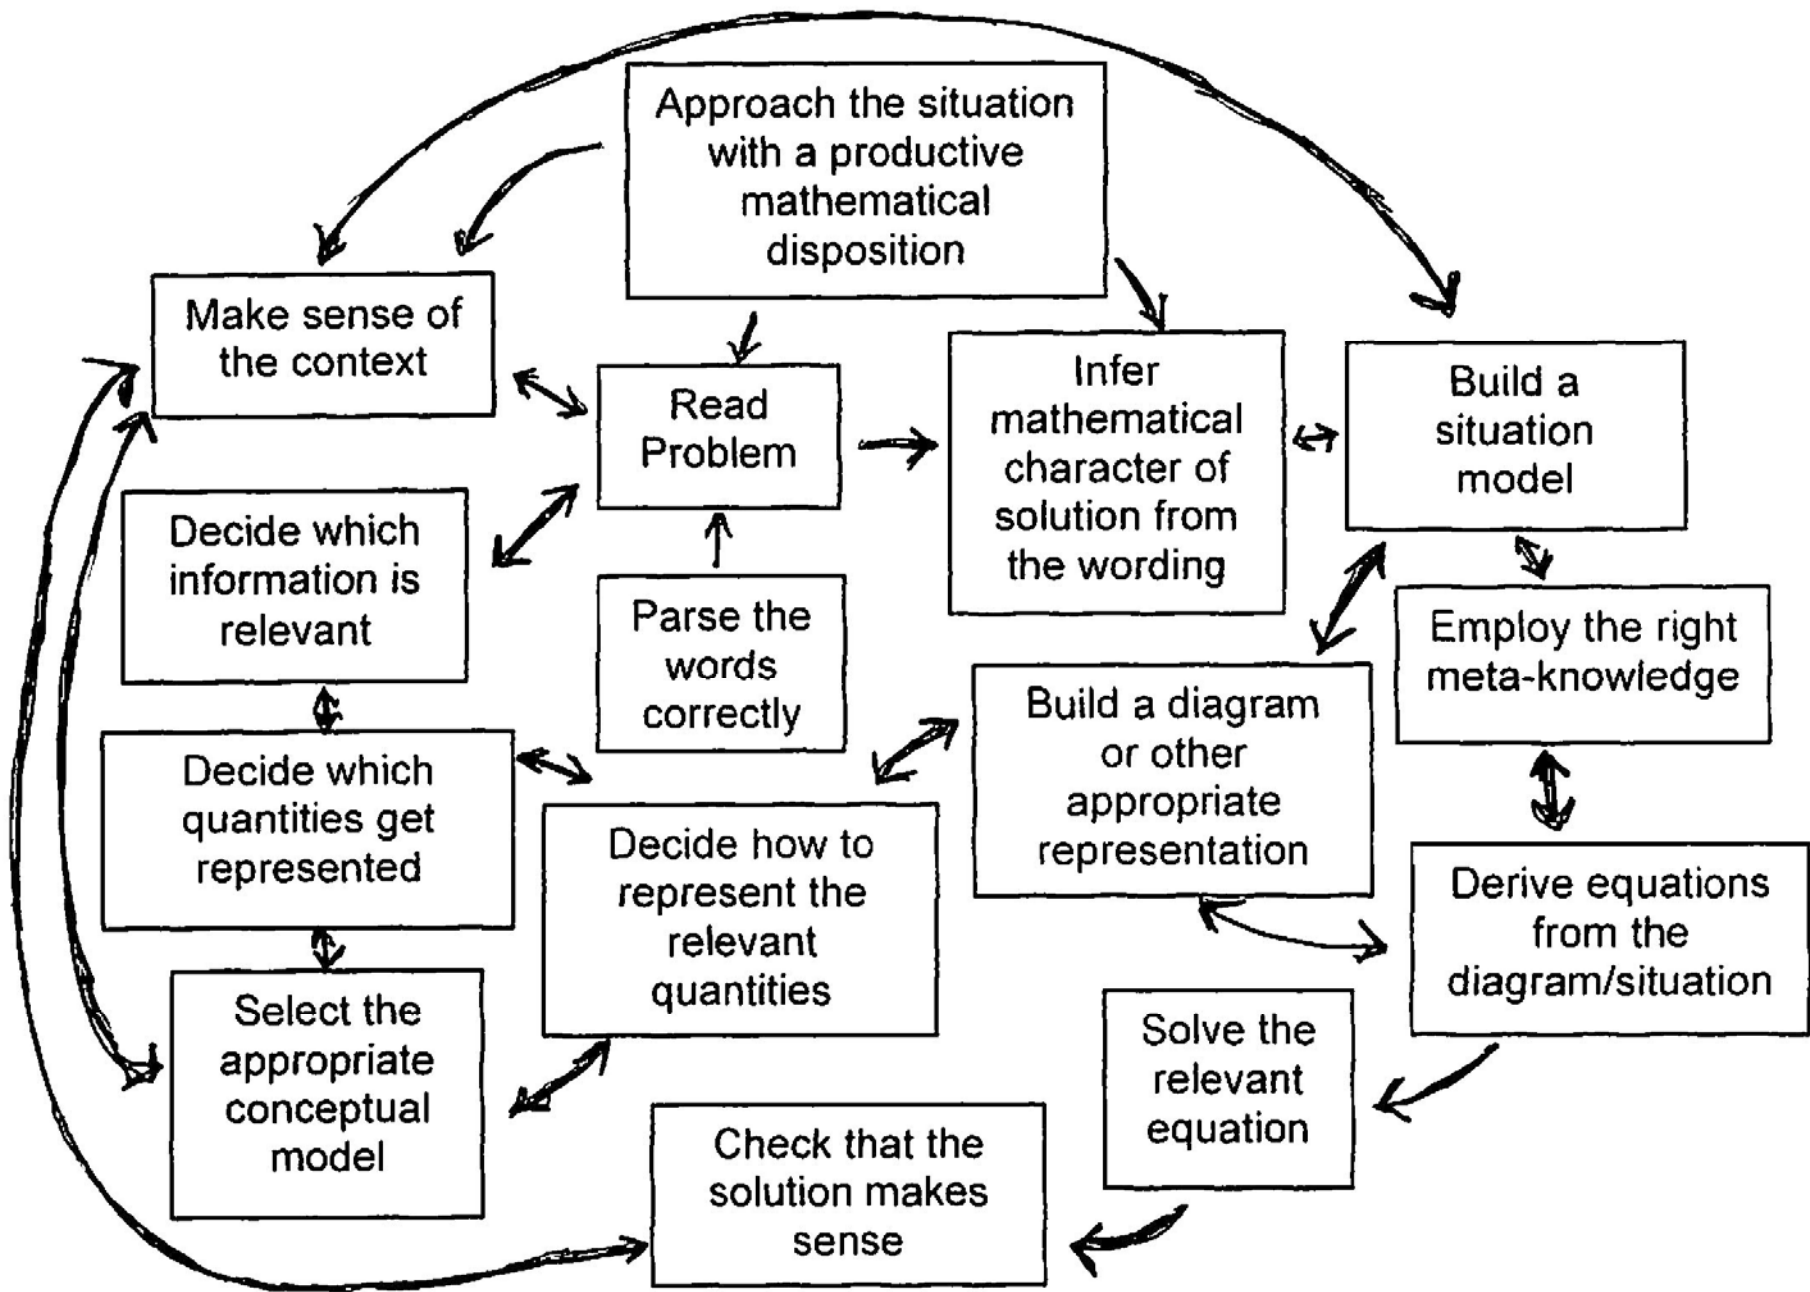 Approach the situation
with a productive
mathematical
disposition
Make sense of
the context
Read
Problem
Infer
mathematical
character of
solution from
the wording
Build a
situation
model
Decide which
information is
relevant
Parse the
words
correctly
Employ the right
meta-knowledge
Build a diagram
or other
appropriate
representation
Decide which
quantities get
represented
Decide how to
represent the
relevant
quantities
Derive equations
from the
diagram/situation
Select the
appropriate
conceptual
model
Solve the
relevant
equation
Check that the
solution makes
sense